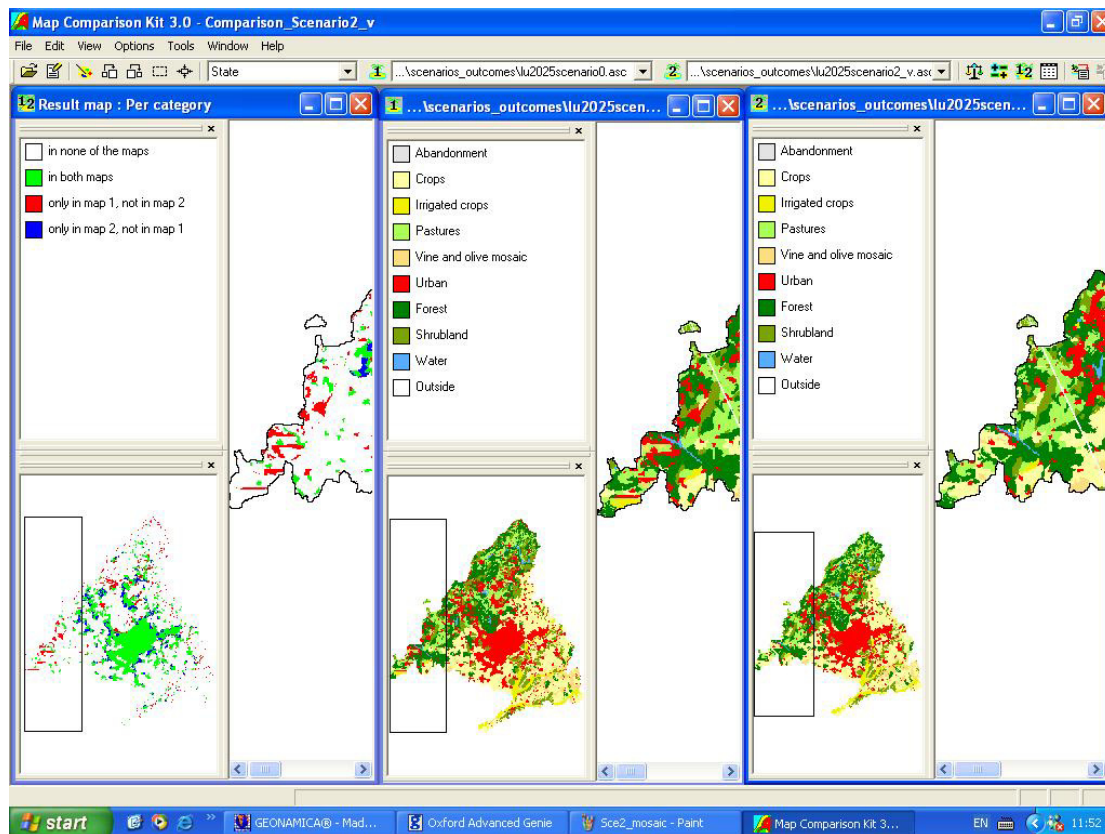 Map Comparison Kit 3.0 - Comparison_Scenario2_v
File Edit View Options Tools Window Help
State
1
...\scenarios_outcomes\lu2025scenario0.asc
2
...\scenarios_outcomes\lu2025scenario2_v.asc
Result map : Per category
in none of the maps
in both maps
only in map 1, not in map 2
only in map 2, not in map 1
1 ...\scenarios_outcomes\lu2025scen...
Abandonment
Crops
Irrigated crops
Pastures
Vine and olive mosaic
Urban
Forest
Shrubland
Water
Outside
2 ...\scenarios_outcomes\lu2025scen...
Abandonment
Crops
Irrigated crops
Pastures
Vine and olive mosaic
Urban
Forest
Shrubland
Water
Outside
start
GEONAMICA® - Mad...
Oxford Advanced Genie
Sce2_mosaic - Paint
Map Comparison Kit 3...
EN
11:52